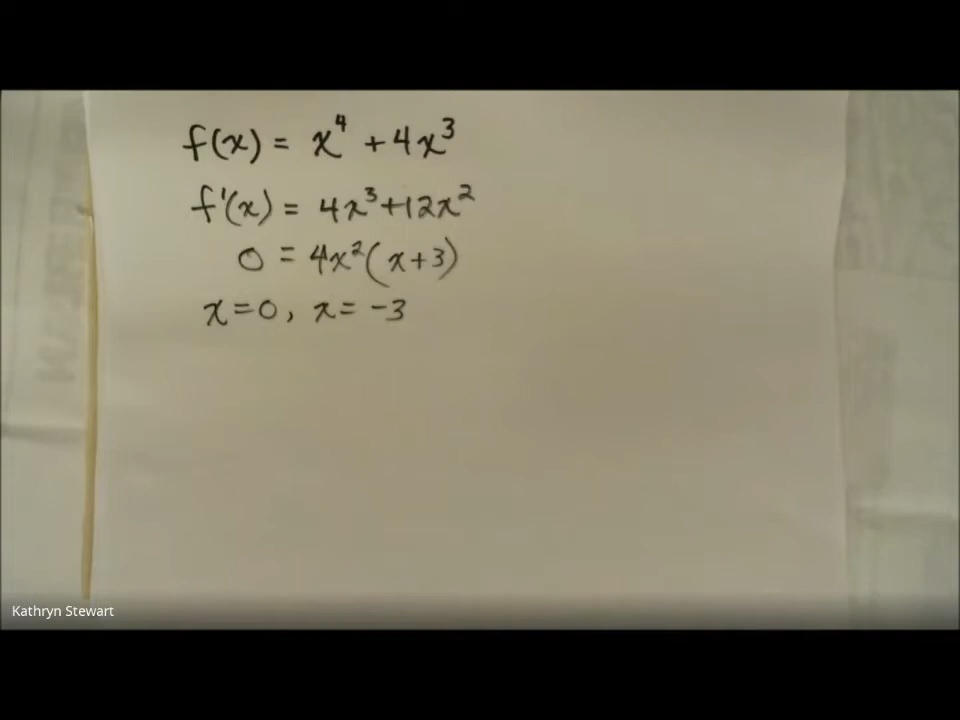 f(x) = x⁴ + 4x³
f'(x) = 4x³+12x²
0 = 4x²(x+3)
x=0, x= -3
Kathryn Stewart